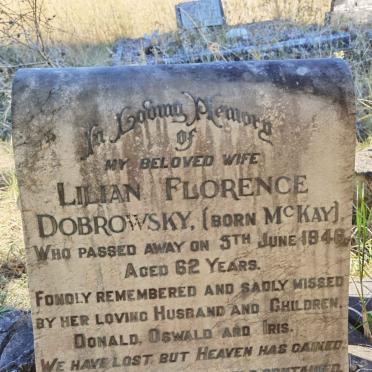 In Loving Memory
of
MY BELOVED WIFE
LILIAN FLORENCE
DOBROWSKY, (BORN McKAY)
WHO PASSED AWAY ON 5TH JUNE 1946
AGED 62 YEARS.
FONDLY REMEMBERED AND SADLY MISSED
BY HER LOVING HUSBAND AND CHILDREN,
DONALD, OSWALD AND IRIS.
WE HAVE LOST BUT HEAVEN HAS GAINED,
CONTAINED